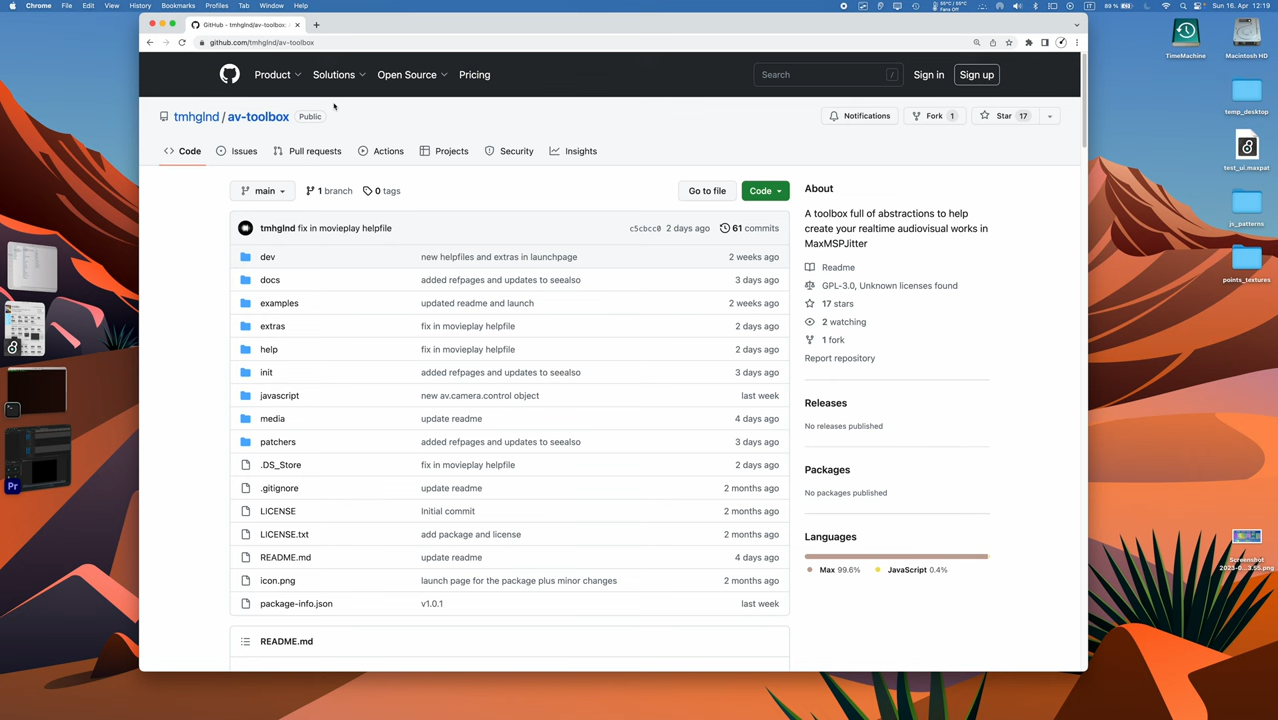 Chrome File Edit View History Bookmarks Profiles Tab Window Help
55°C / 55°C
Fans Off
89 %
Sun 16. Apr 12:19
GitHub - tmhglnd/av-toolbox:
github.com/tmhglnd/av-toolbox
Product Solutions Open Source Pricing
Search /
Sign in Sign up
tmhglnd / av-toolbox Public
Notifications Fork 1 Star 17
Code Issues Pull requests Actions Projects Security Insights
main 1 branch 0 tags Go to file Code
tmhglnd fix in movieplay helpfile c5cbcc0 2 days ago 61 commits
dev new helpfiles and extras in launchpage 2 weeks ago
docs added refpages and updates to seealso 3 days ago
examples updated readme and launch 2 weeks ago
extras fix in movieplay helpfile 2 days ago
help fix in movieplay helpfile 2 days ago
init added refpages and updates to seealso 3 days ago
javascript new av.camera.control object last week
media update readme 4 days ago
patchers added refpages and updates to seealso 3 days ago
.DS_Store fix in movieplay helpfile 2 days ago
.gitignore update readme 2 months ago
LICENSE Initial commit 2 months ago
LICENSE.txt add package and license 2 months ago
README.md update readme 4 days ago
icon.png launch page for the package plus minor changes 2 months ago
package-info.json v1.0.1 last week
README.md
About
A toolbox full of abstractions to help
create your realtime audiovisual works in
MaxMSPJitter
Readme
GPL-3.0, Unknown licenses found
17 stars
2 watching
1 fork
Report repository
Releases
No releases published
Packages
No packages published
Languages
Max 99.6% JavaScript 0.4%
TimeMachine
Macintosh HD
temp_desktop
test_ui.maxpat
js_patterns
points_textures
Screenshot
2023-0...3.55.png
Pr